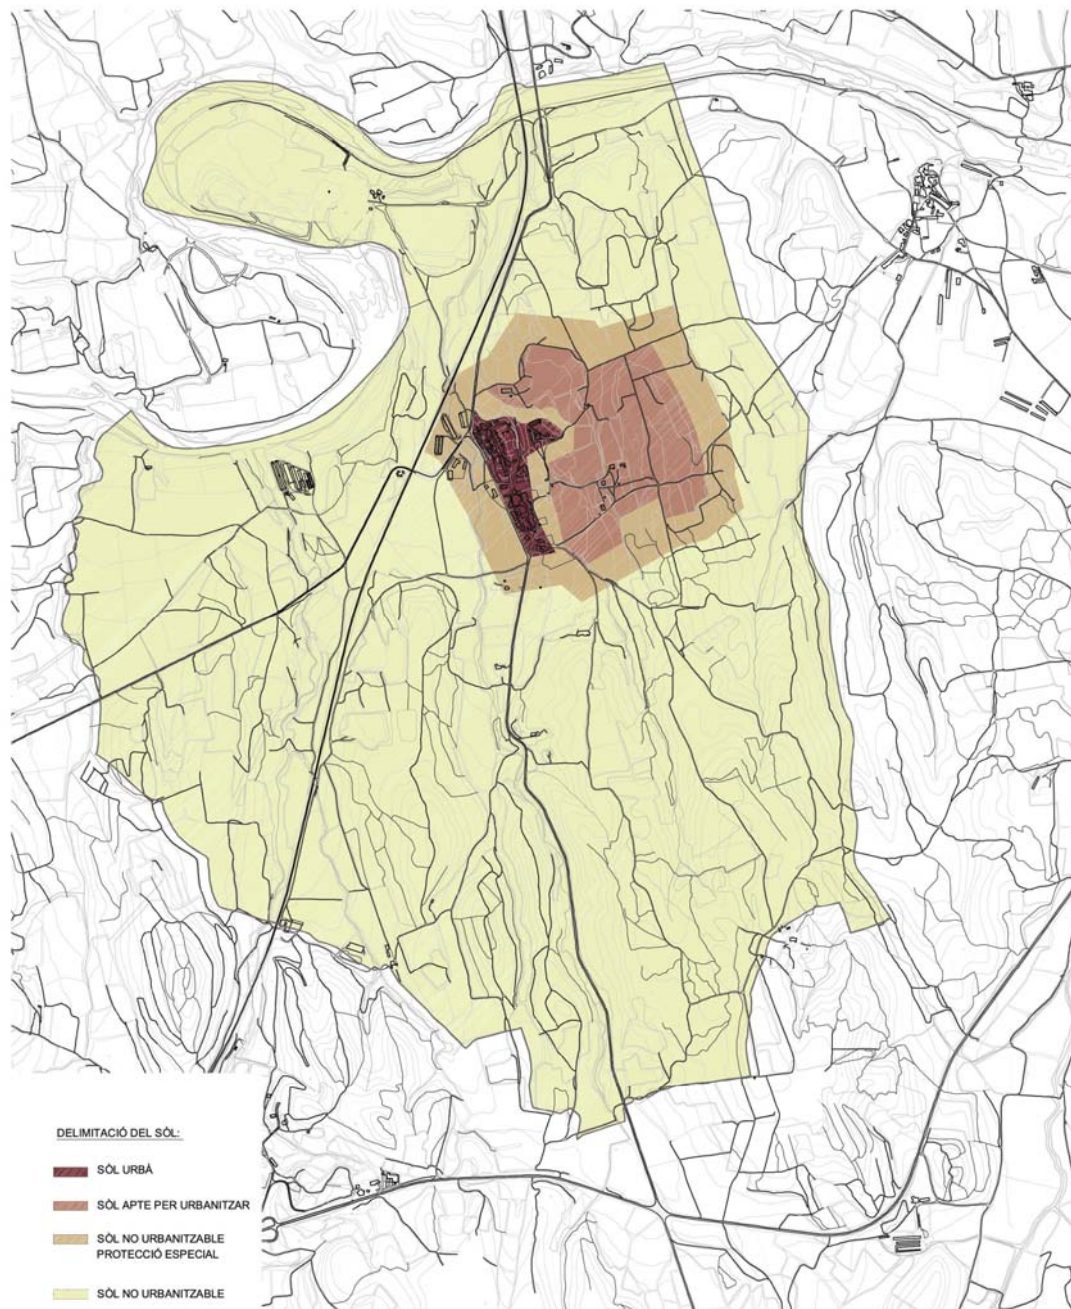 DELIMITACIÓ DEL SÒL:
SÒL URBÀ
SÒL APTE PER URBANITZAR
SÒL NO URBANITZABLE
PROTECCIÓ ESPECIAL
SÒL NO URBANITZABLE